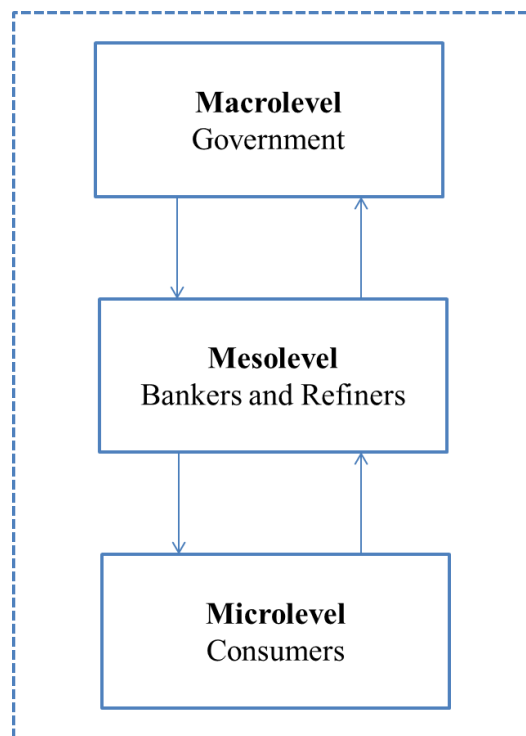 Macrolevel
Government
Mesolevel
Bankers and Refiners
Microlevel
Consumers